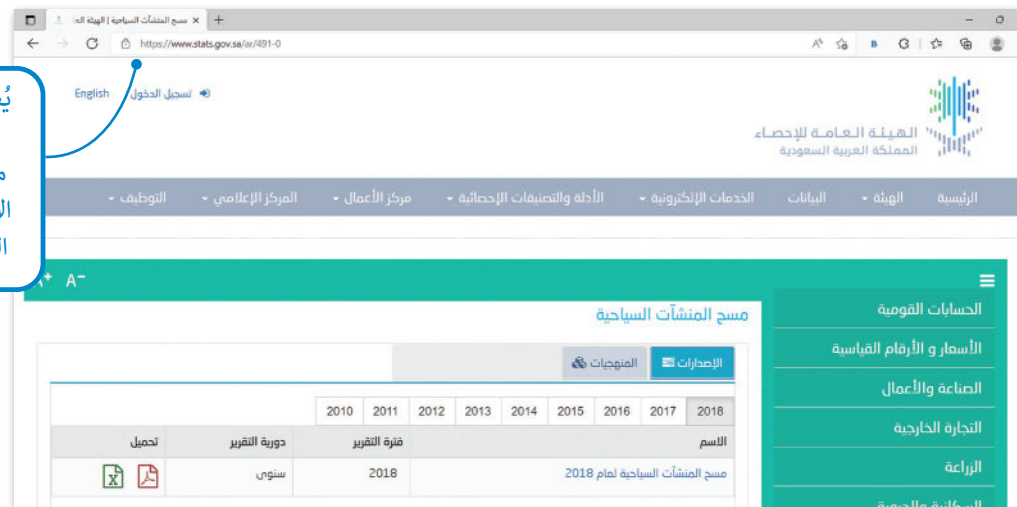 مسح المنشآت السياحية | الهيئة العا
https://www.stats.gov.sa/ar/491-0
تسجيل الدخول English
الهيئة العامة للإحصاء
المملكة العربية السعودية
الرئيسية الهيئة البيانات الخدمات الإلكترونية الأدلة والتصنيفات الإحصائية مركز الأعمال المركز الإعلامي التوظيف
A+ A-
الحسابات القومية
الأسعار و الأرقام القياسية
الصناعة والأعمال
التجارة الخارجية
الزراعة
مسح المنشآت السياحية
الإصدارات المنهجيات
2018 2017 2016 2015 2014 2013 2012 2011 2010
الاسم فترة التقرير دورية التقرير تحميل
مسح المنشآت السياحية لعام 2018 2018 سنوي